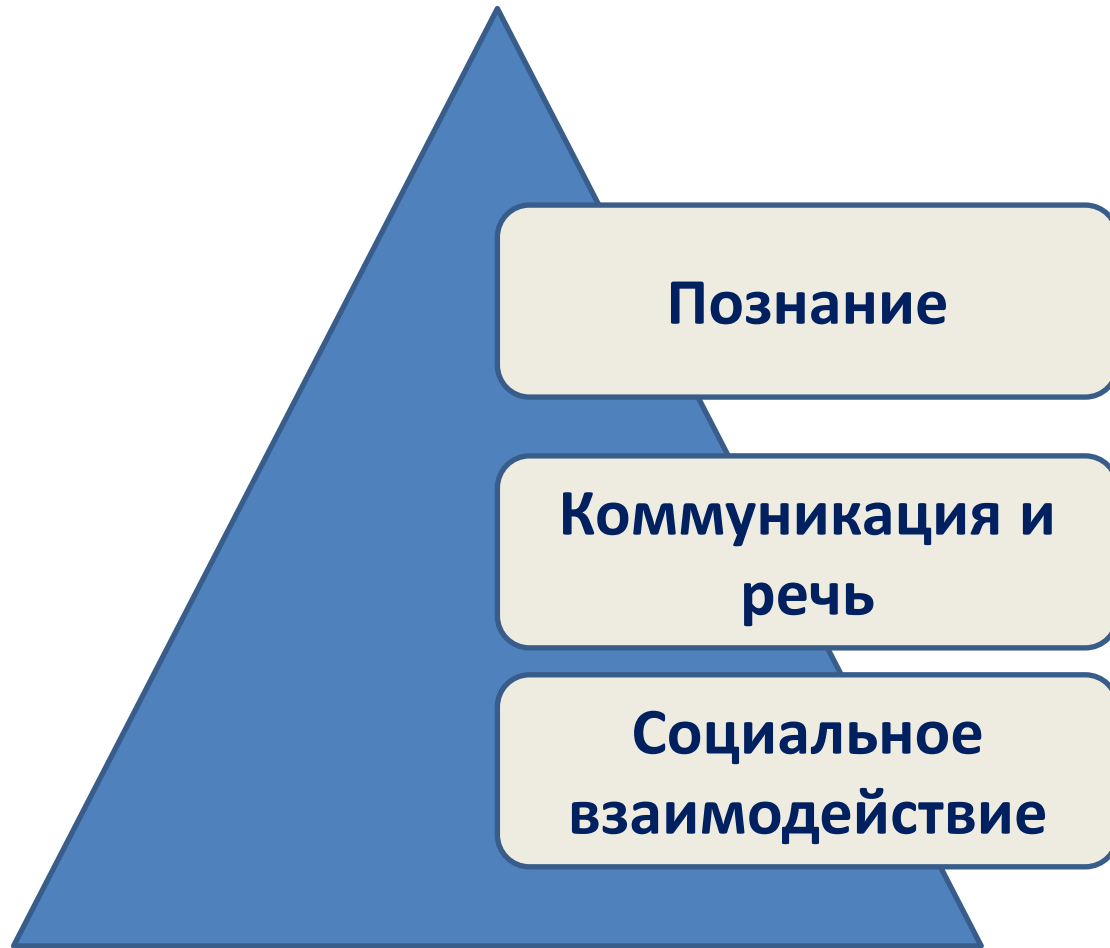 Познание
Коммуникация и
речь
Социальное
взаимодействие